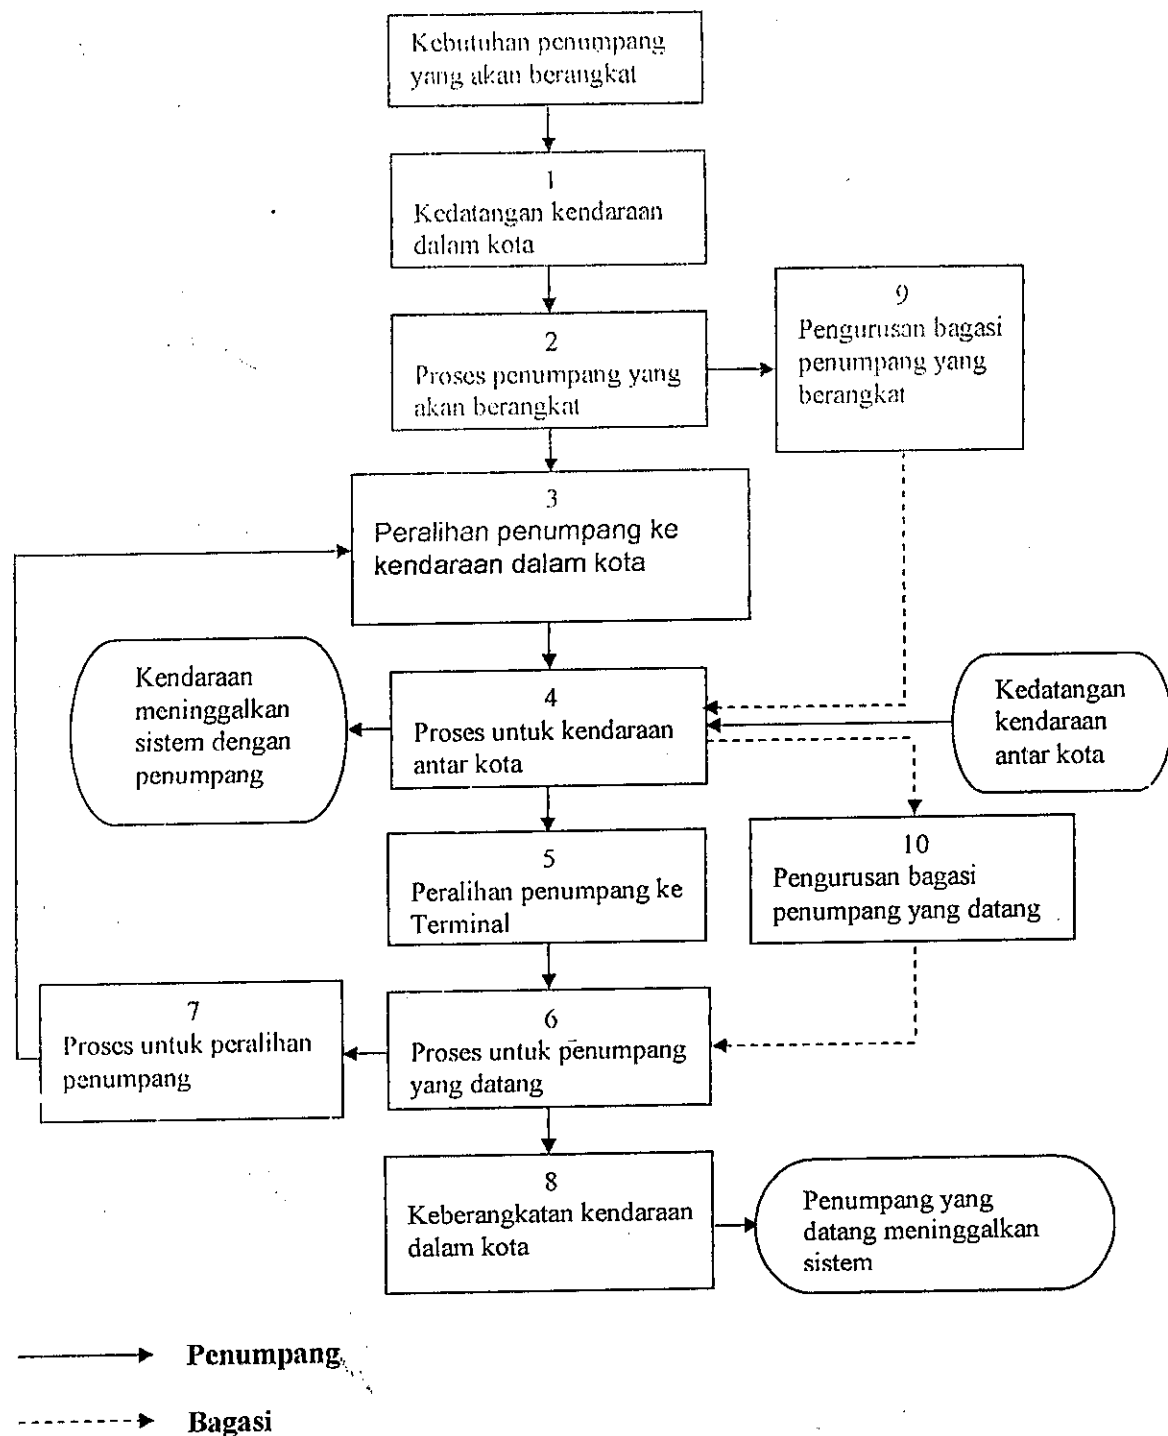 Kebutuhan penumpang
yang akan berangkat
1
Kedatangan kendaraan
dalam kota
2
Proses penumpang yang
akan berangkat
9
Pengurusan bagasi
penumpang yang
berangkat
3
Peralihan penumpang ke
kendaraan dalam kota
Kendaraan
meninggalkan
sistem dengan
penumpang
4
Proses untuk kendaraan
antar kota
Kedatangan
kendaraan
antar kota
5
Peralihan penumpang ke
Terminal
10
Pengurusan bagasi
penumpang yang datang
7
Proses untuk peralihan
penumpang
6
Proses untuk penumpang
yang datang
8
Keberangkatan kendaraan
dalam kota
Penumpang yang
datang meninggalkan
sistem
Penumpang
Bagasi